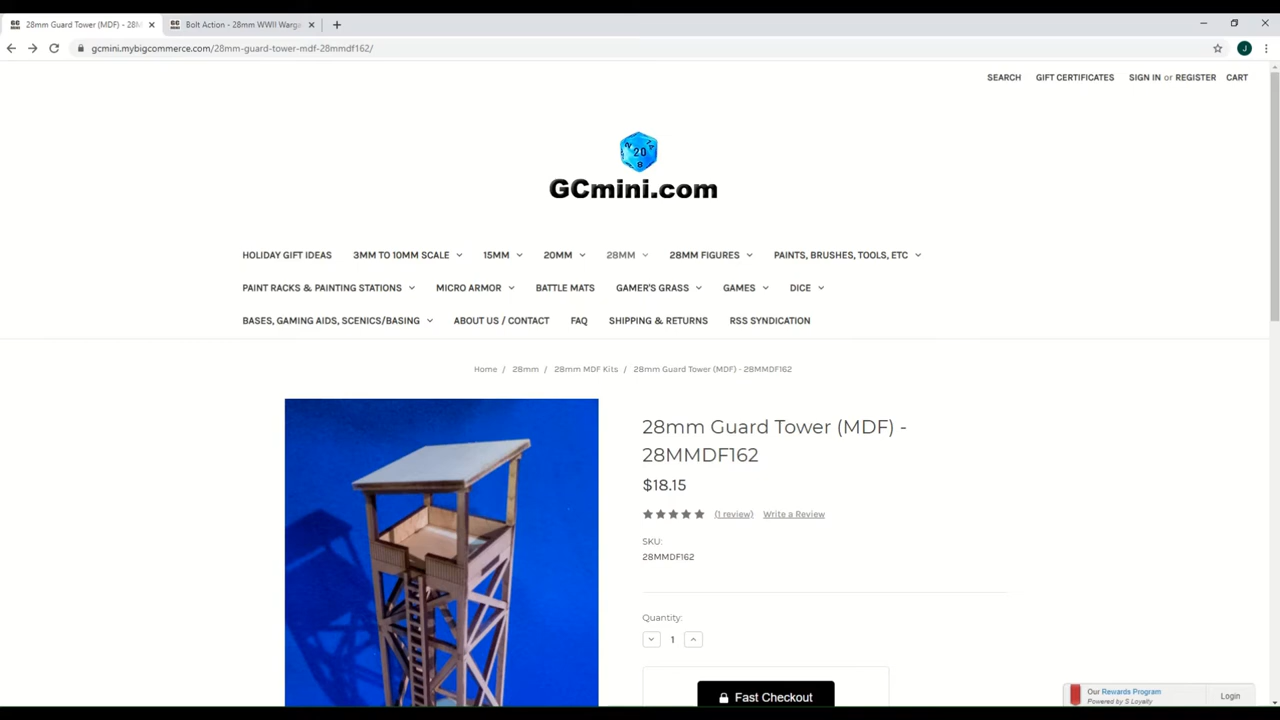 28mm Guard Tower (MDF) - 28M
Bolt Action - 28mm WWII Warga
gcmini.mybigcommerce.com/28mm-guard-tower-mdf-28mmdf162/
J
SEARCH GIFT CERTIFICATES SIGN IN or REGISTER CART
20
GCmini.com
HOLIDAY GIFT IDEAS 3MM TO 10MM SCALE 15MM 20MM 28MM 28MM FIGURES PAINTS, BRUSHES, TOOLS, ETC
PAINT RACKS & PAINTING STATIONS MICRO ARMOR BATTLE MATS GAMER'S GRASS GAMES DICE
BASES, GAMING AIDS, SCENICS/BASING ABOUT US / CONTACT FAQ SHIPPING & RETURNS RSS SYNDICATION
Home / 28mm / 28mm MDF Kits / 28mm Guard Tower (MDF) - 28MMDF162
28mm Guard Tower (MDF) -
28MMDF162
$18.15
(1 review) Write a Review
SKU:
28MMDF162
Quantity:
1
Fast Checkout
Our Rewards Program
Powered by S Loyalty
Login